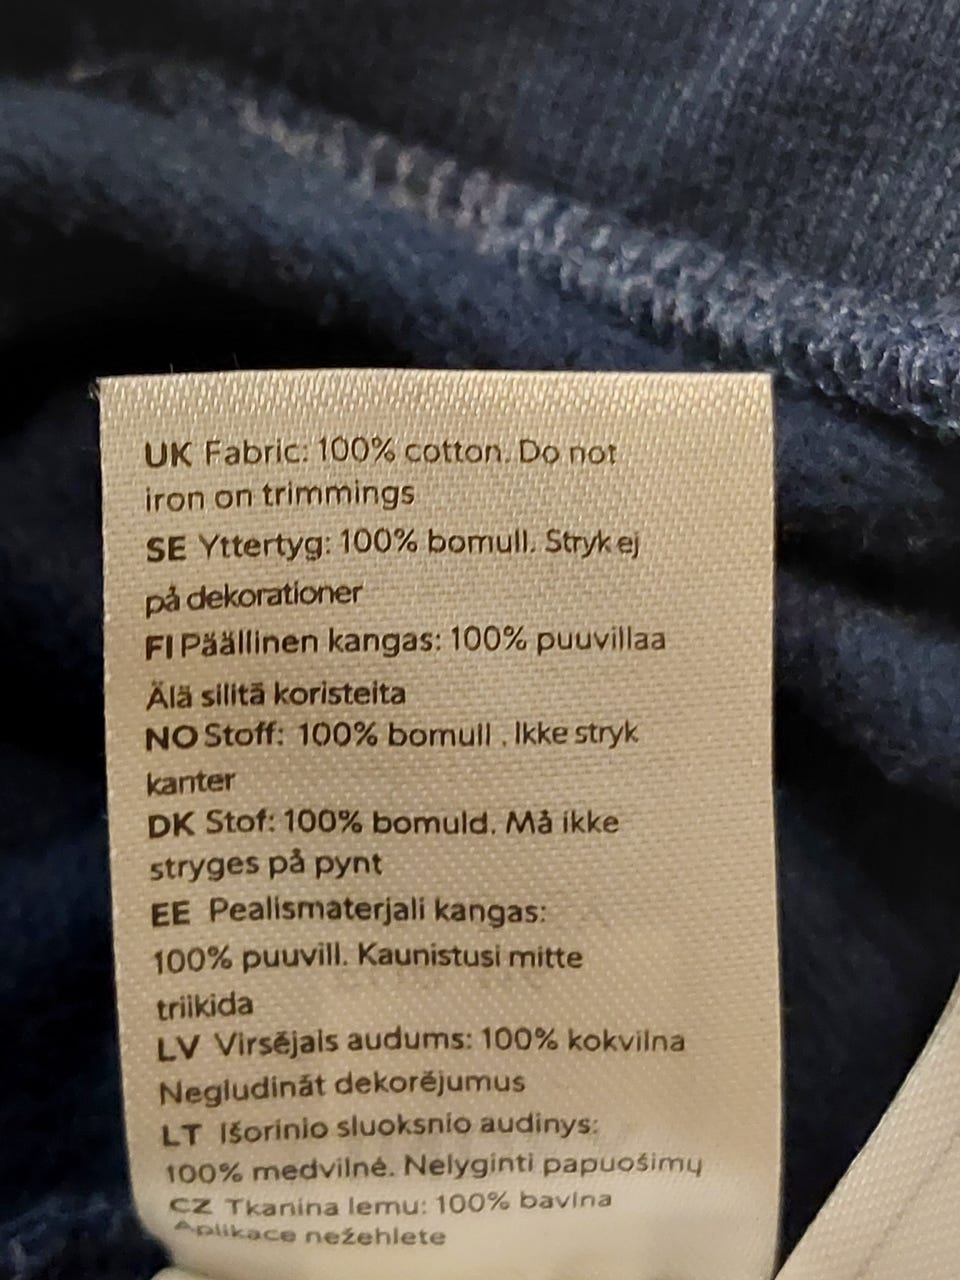 UK Fabric: 100% cotton. Do not
iron on trimmings
SE Yttertyg: 100% bomull. Stryk ej
på dekorationer
FI Päällinen kangas: 100% puuvillaa
Älä silitä koristeita
NO Stoff: 100% bomull . Ikke stryk
kanter
DK Stof: 100% bomuld. Må ikke
stryges på pynt
EE Pealismaterjali kangas:
100% puuvill. Kaunistusi mitte
triikida
LV Virsējais audums: 100% kokvilna
Negludināt dekorējumus
LT Išorinio sluoksnio audinys:
100% medvilnė. Nelyginti papuošimų
CZ Tkanina lemu: 100% bavlna
Aplikace nežehlete